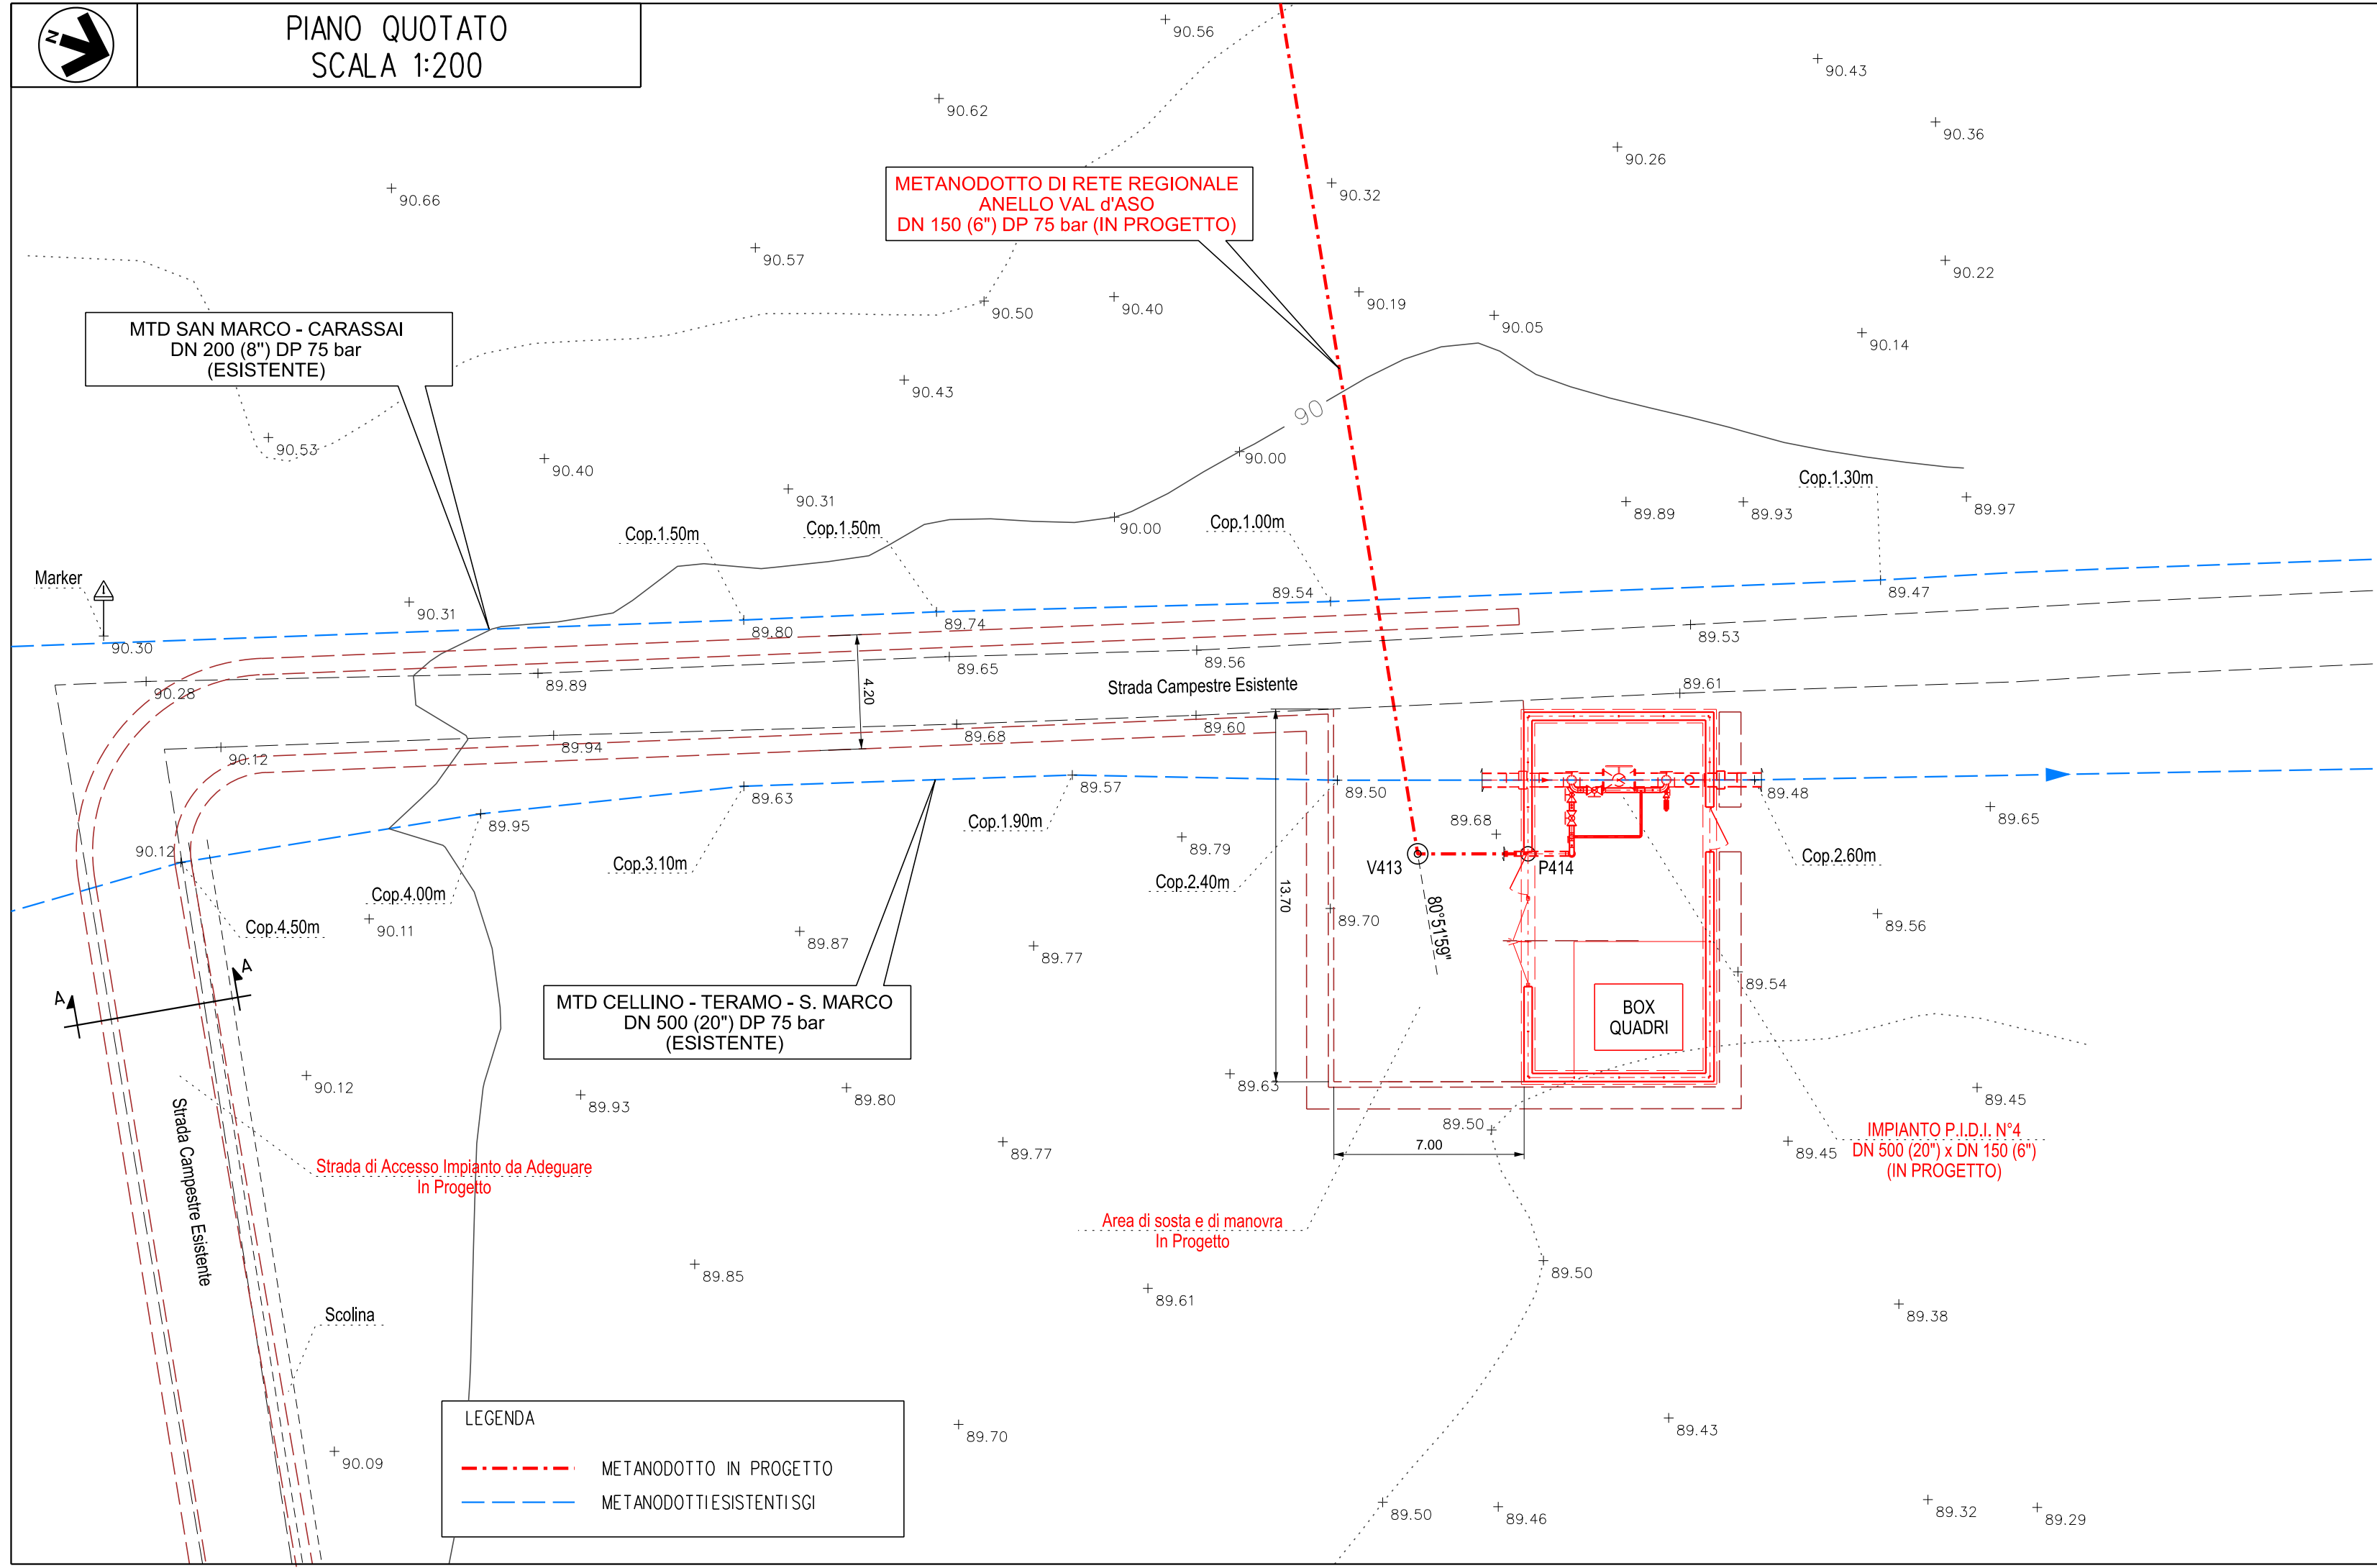 N
PIANO QUOTATO
SCALA 1:200
90.56
90.43
90.62
90.36
90.26
90.66
METANODOTTO DI RETE REGIONALE
ANELLO VAL d'ASO
DN 150 (6") DP 75 bar (IN PROGETTO)
90.32
90.57
90.22
90.50
90.40
90.19
90.05
90.14
MTD SAN MARCO - CARASSAI
DN 200 (8") DP 75 bar
(ESISTENTE)
90.43
90
90.53
90.40
90.00
90.31
Cop.1.30m
89.89
89.93
89.97
Cop.1.50m
Cop.1.50m
90.00
Cop.1.00m
Marker
90.31
89.54
89.47
89.80
89.74
90.30
89.53
89.65
89.56
90.28
89.89
4.20
Strada Campestre Esistente
89.61
89.68
89.60
90.12
89.94
89.63
89.57
89.50
89.48
89.65
89.95
Cop.1.90m
89.68
90.12
Cop.3.10m
89.79
V413
P414
Cop.2.60m
Cop.4.00m
Cop.2.40m
13.70
80°51'59"
Cop.4.50m
90.11
89.87
89.77
89.70
89.56
A
A
89.54
MTD CELLINO - TERAMO - S. MARCO
DN 500 (20") DP 75 bar
(ESISTENTE)
BOX
QUADRI
90.12
89.93
89.80
89.63
89.45
Strada Campestre Esistente
89.77
89.50
7.00
89.45
IMPIANTO P.I.D.I. N°4
DN 500 (20") x DN 150 (6")
(IN PROGETTO)
Strada di Accesso Impianto da Adeguare
In Progetto
Area di sosta e di manovra
In Progetto
89.85
89.61
89.50
89.38
Scolina
LEGENDA
METANODOTTO IN PROGETTO
METANODOTTI ESISTENTI SGI
90.09
89.70
89.43
89.50
89.46
89.32
89.29